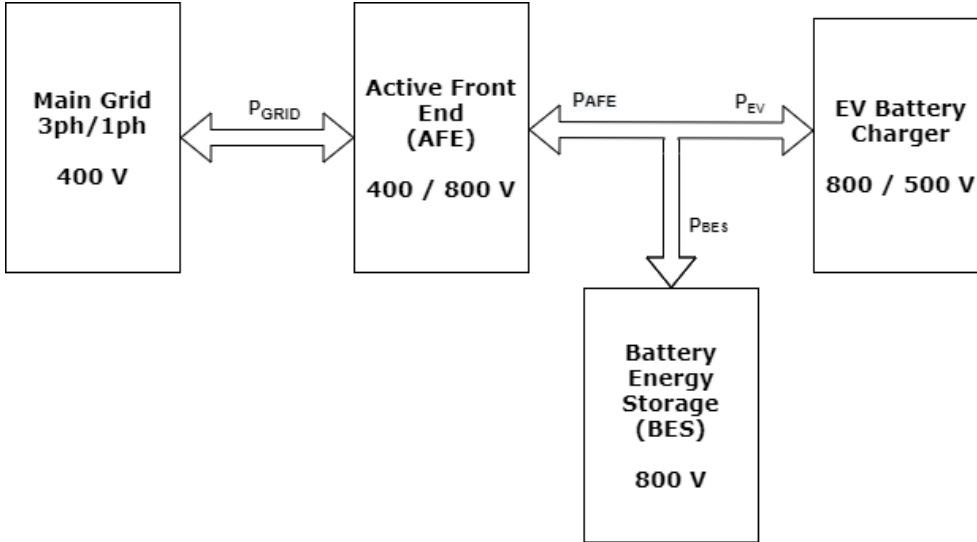 Main Grid
3ph/1ph
400 V
PGRID
Active Front
End
(AFE)
400 / 800 V
PAFE
PEV
EV Battery
Charger
800 / 500 V
PBES
Battery
Energy
Storage
(BES)
800 V